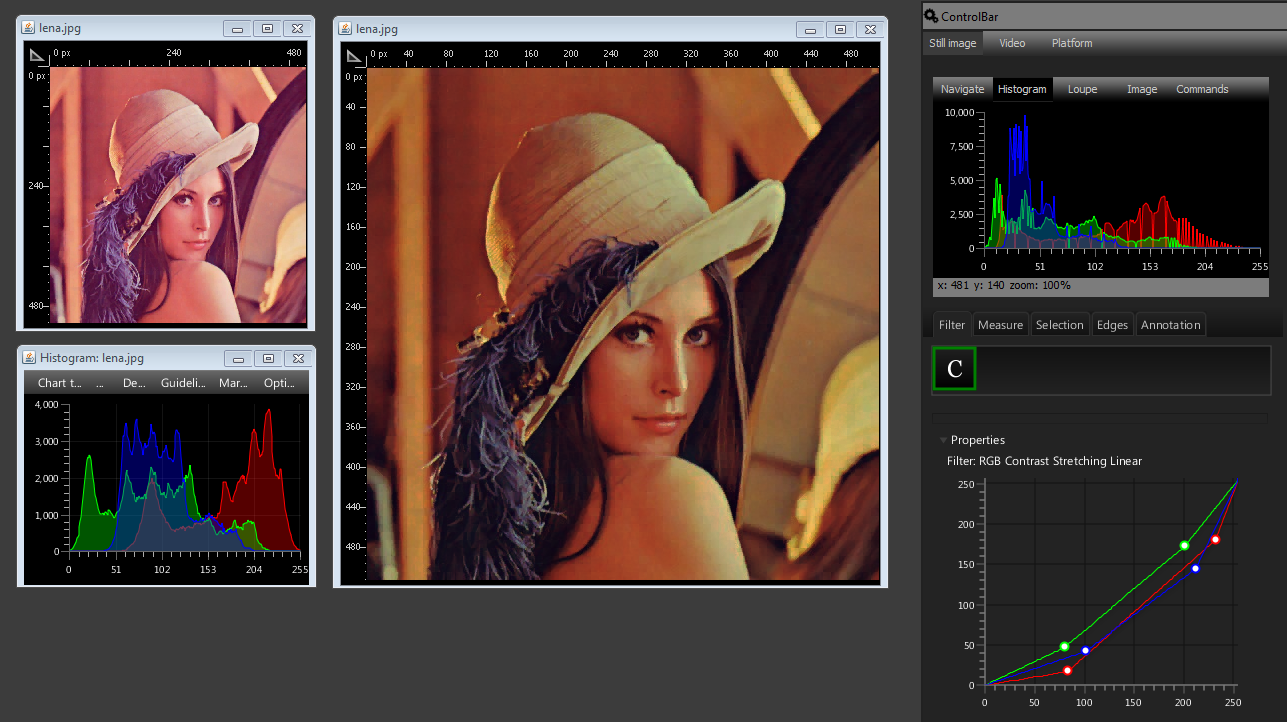 lena.jpg
0 px 240 480
0 px
240
480
Histogram: lena.jpg
Chart t... ... De... Guideli... Mar... Opti...
4,000
3,000
2,000
1,000
0
0 51 102 153 204 255
lena.jpg
0 px 40 80 120 160 200 240 280 320 360 400 440 480
0 px
40
80
120
160
200
240
280
320
360
400
440
480
ControlBar
Still image Video Platform
Navigate Histogram Loupe Image Commands
10,000
7,500
5,000
2,500
0
0 51 102 153 204 255
x: 481 y: 140 zoom: 100%
Filter Measure Selection Edges Annotation
C
Properties
Filter: RGB Contrast Stretching Linear
250
200
150
100
50
0
0 50 100 150 200 250